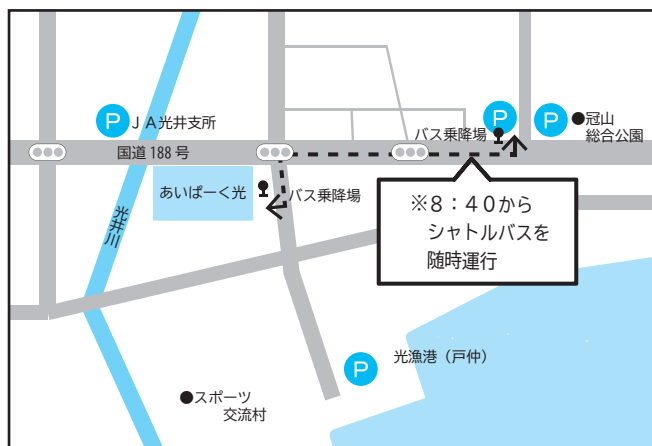 P
JA光井支所
国道188号
バス乗降場
P
P
●冠山
総合公園
あいぱーく光
バス乗降場
※8:40から
シャトルバスを
随時運行
光井川
P
光漁港(戸仲)
●スポーツ
交流村